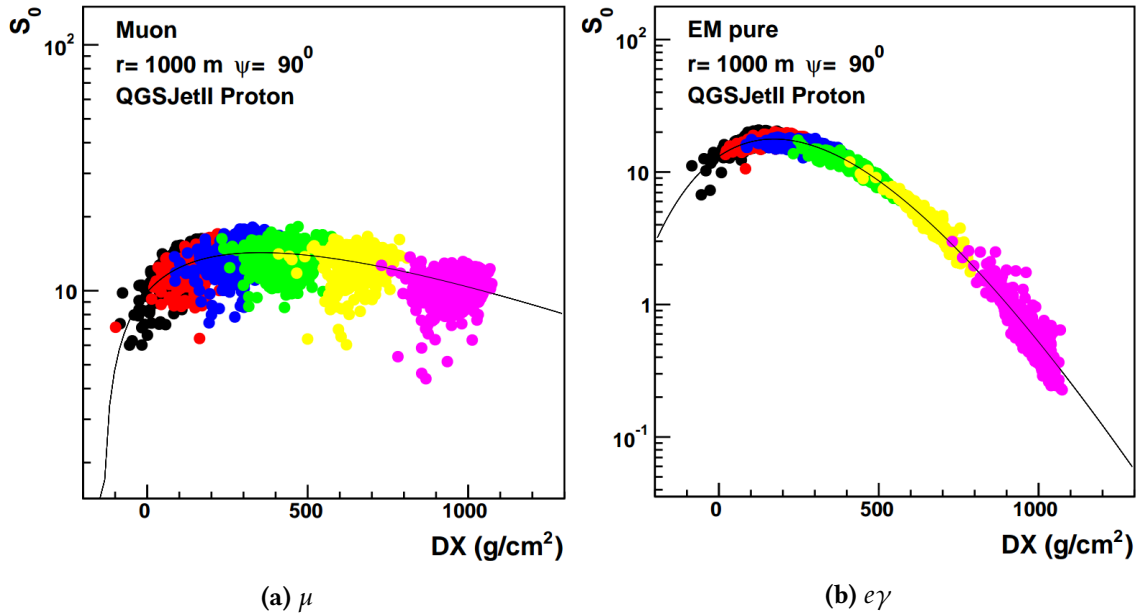 S₀
10²
10
Muon
r= 1000 m ψ= 90⁰
QGSJetII Proton
0 500 1000
DX (g/cm²)
(a) μ
S₀
10²
10
1
10⁻¹
EM pure
r= 1000 m ψ= 90⁰
QGSJetII Proton
0 500 1000
DX (g/cm²)
(b) eγ